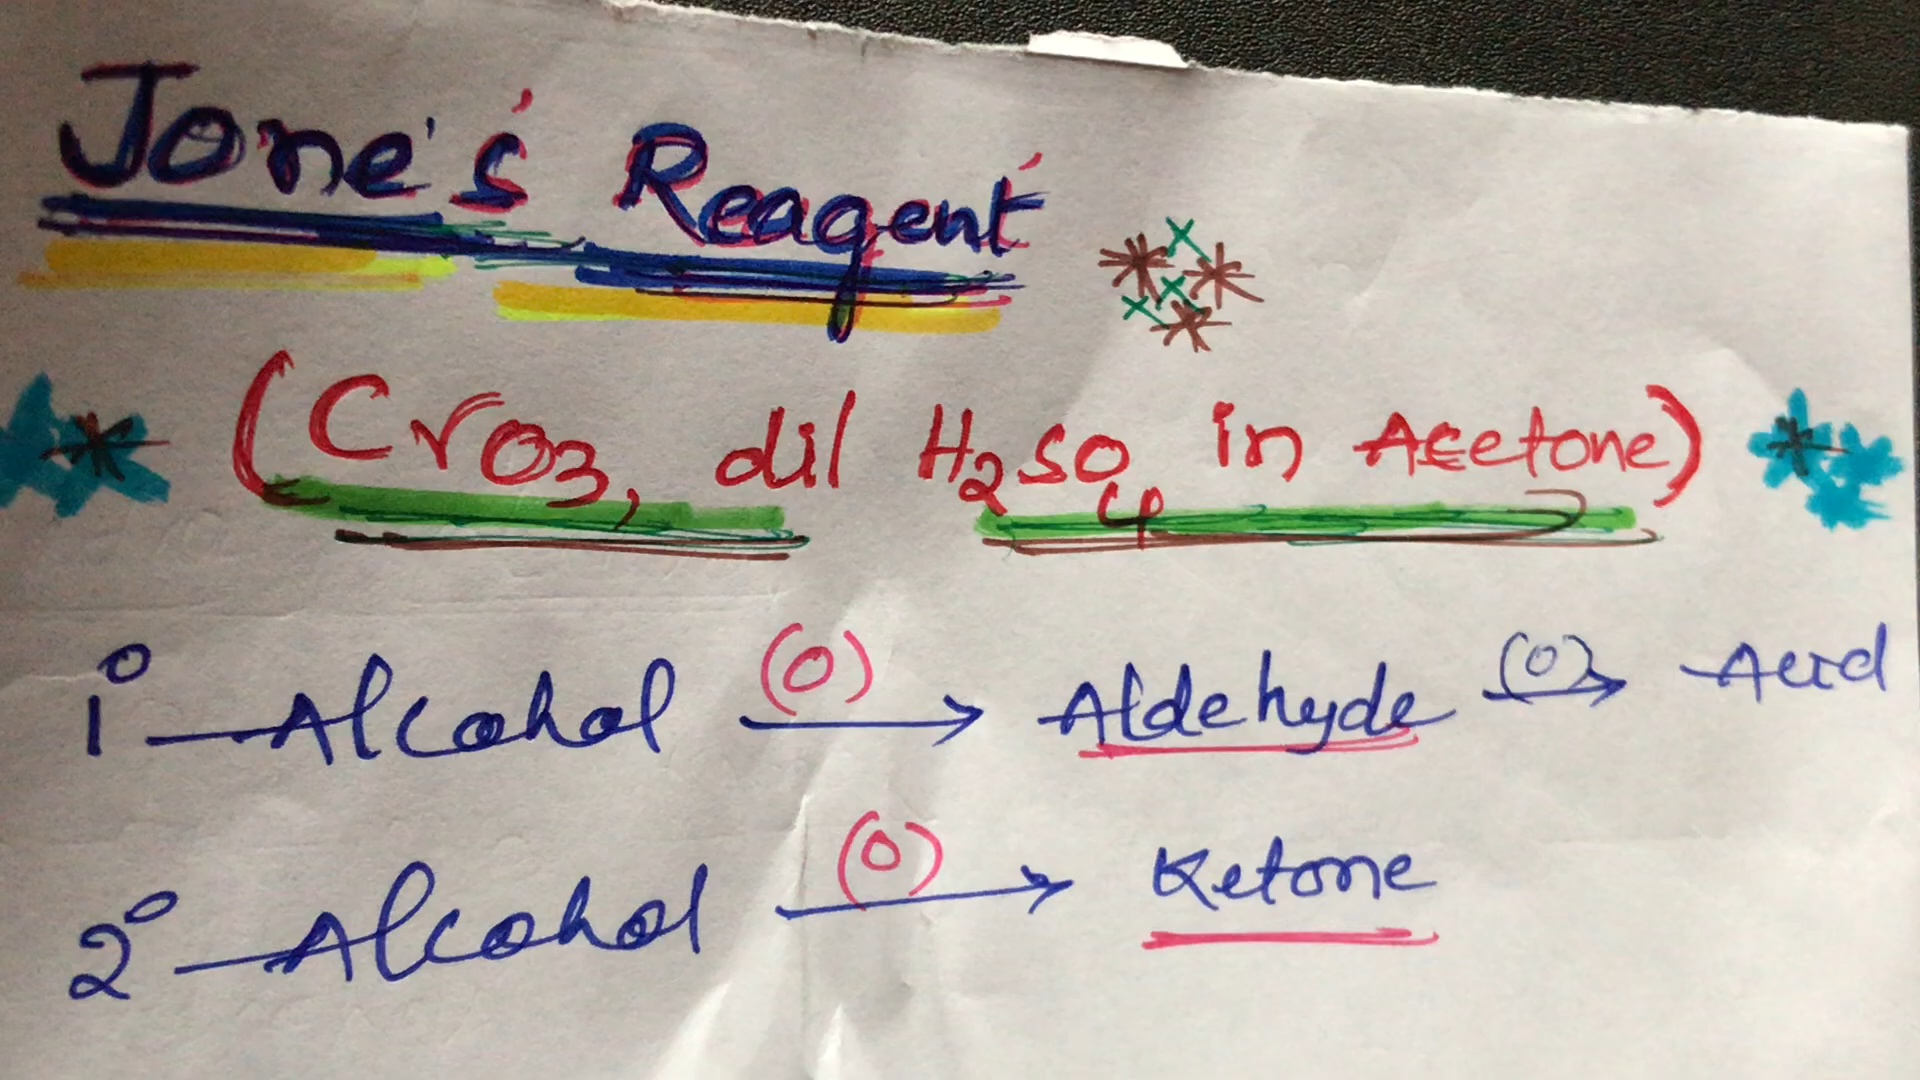 Jone's Reagent
(CrO3, dil H2SO4 in Acetone)
1° Alcohol (O) → Aldehyde (O) → Acid
2° Alcohol (O) → Ketone